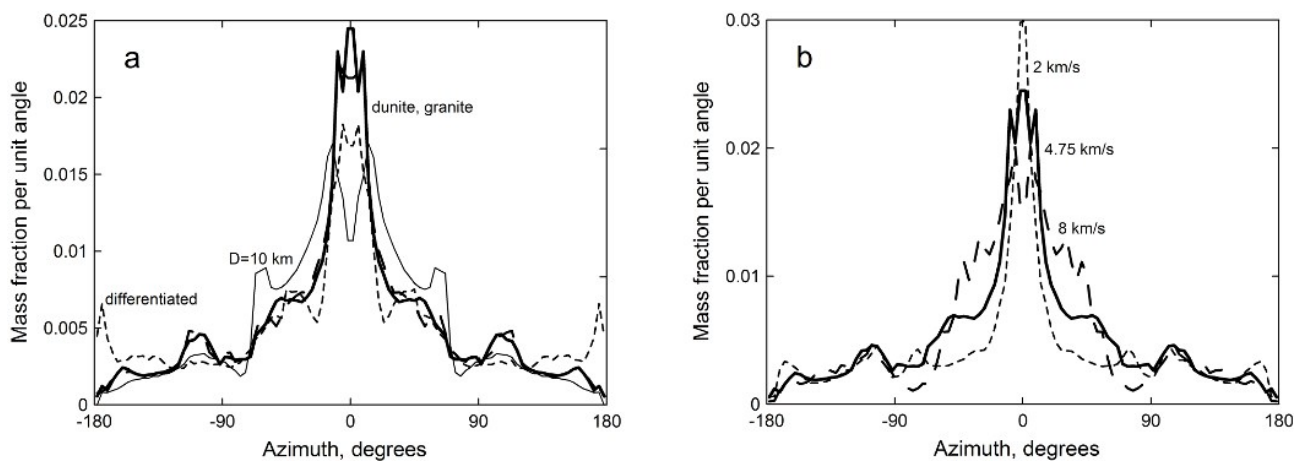 a
0.025
0.02
0.015
0.01
0.005
0
-180
-90
0
90
180
Mass fraction per unit angle
Azimuth, degrees
dunite, granite
D=10 km
differentiated
b
0.03
0.02
0.01
0
-180
-90
0
90
180
Mass fraction per unit angle
Azimuth, degrees
2 km/s
4.75 km/s
8 km/s